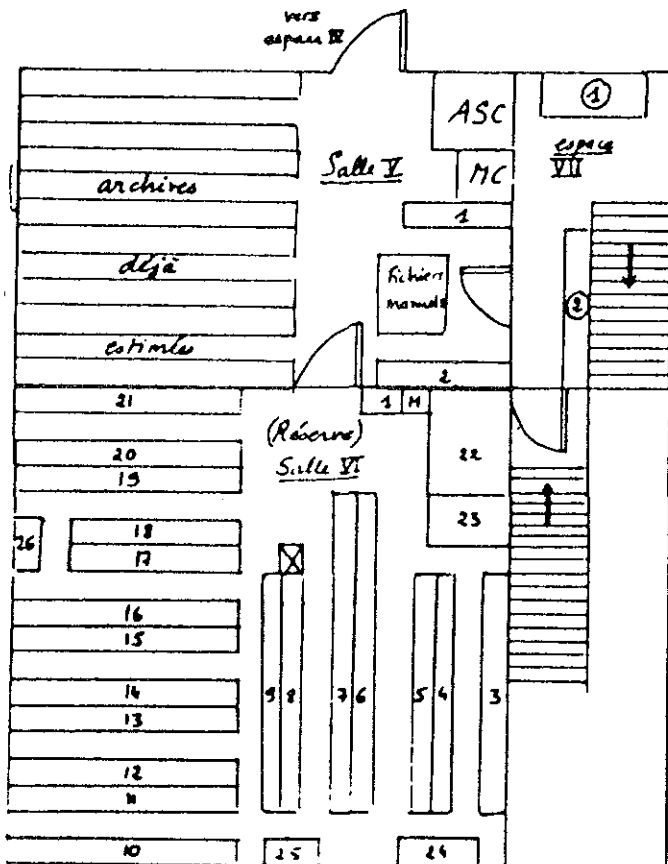 vers
espace IV
ASC
1
espace
VII
Salle V
MC
archives
1
déjà
fichiers
manuels
2
estimés
2
21
1 M
(Réserve)
Salle VI
20
22
19
23
18
26
17
16
15
14
9 8 7 6 5 4 3
13
12
11
10
25
24